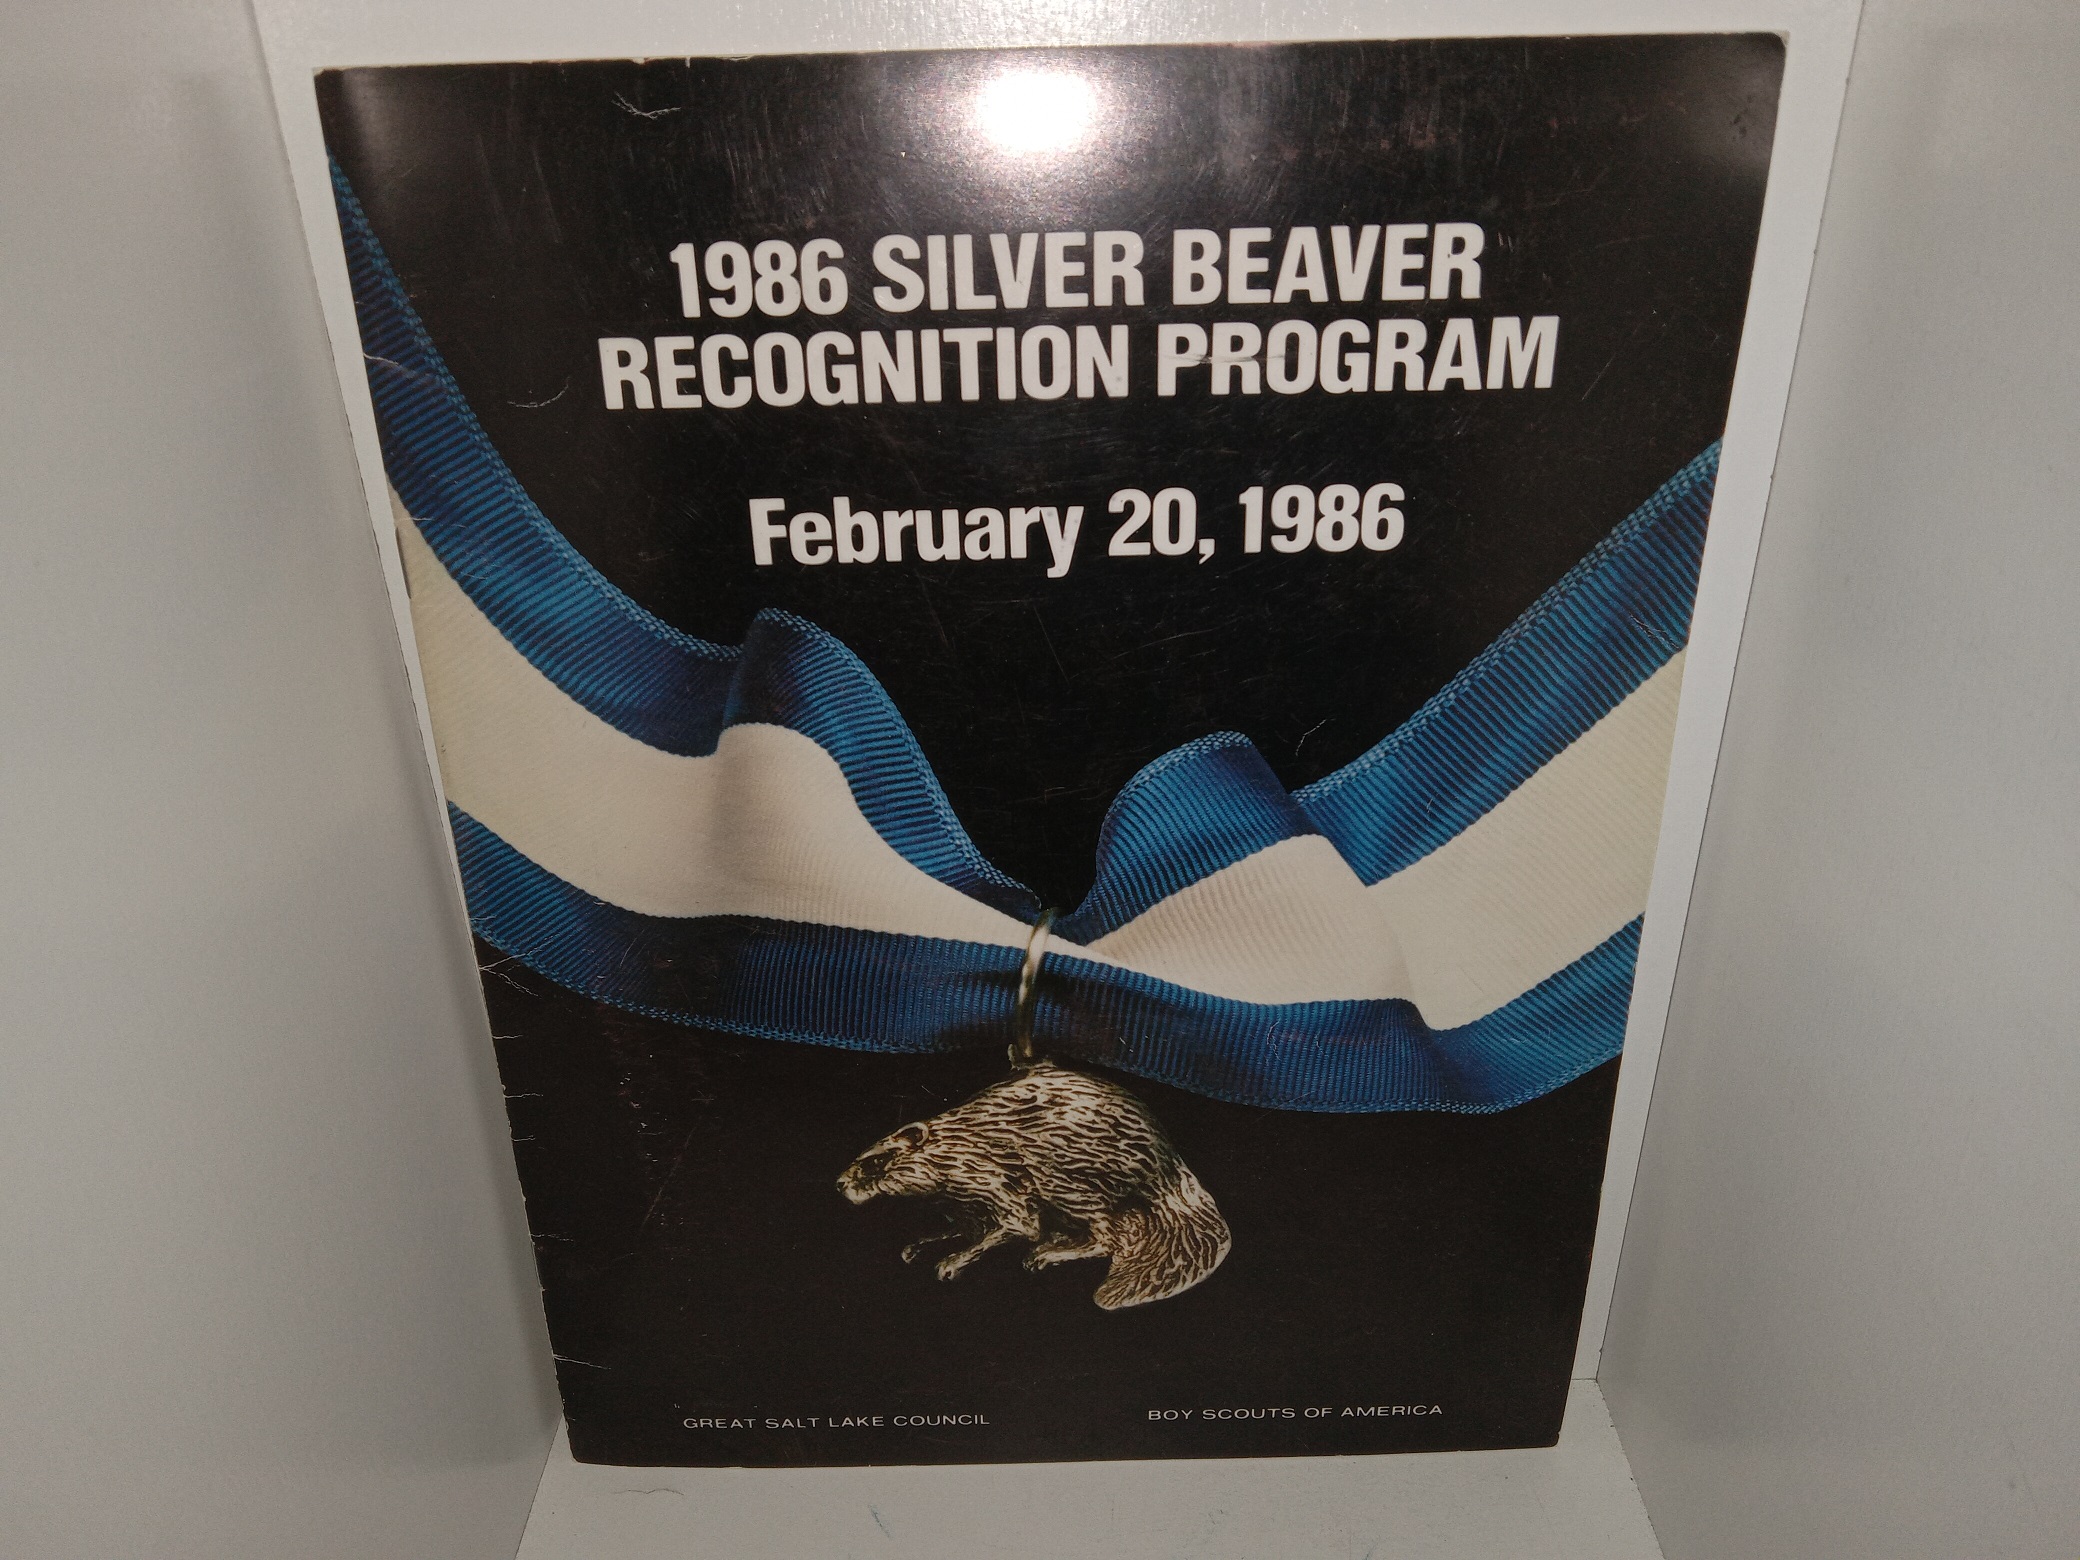 1986 SILVER BEAVER
RECOGNITION PROGRAM
February 20, 1986
GREAT SALT LAKE COUNCIL
BOY SCOUTS OF AMERICA